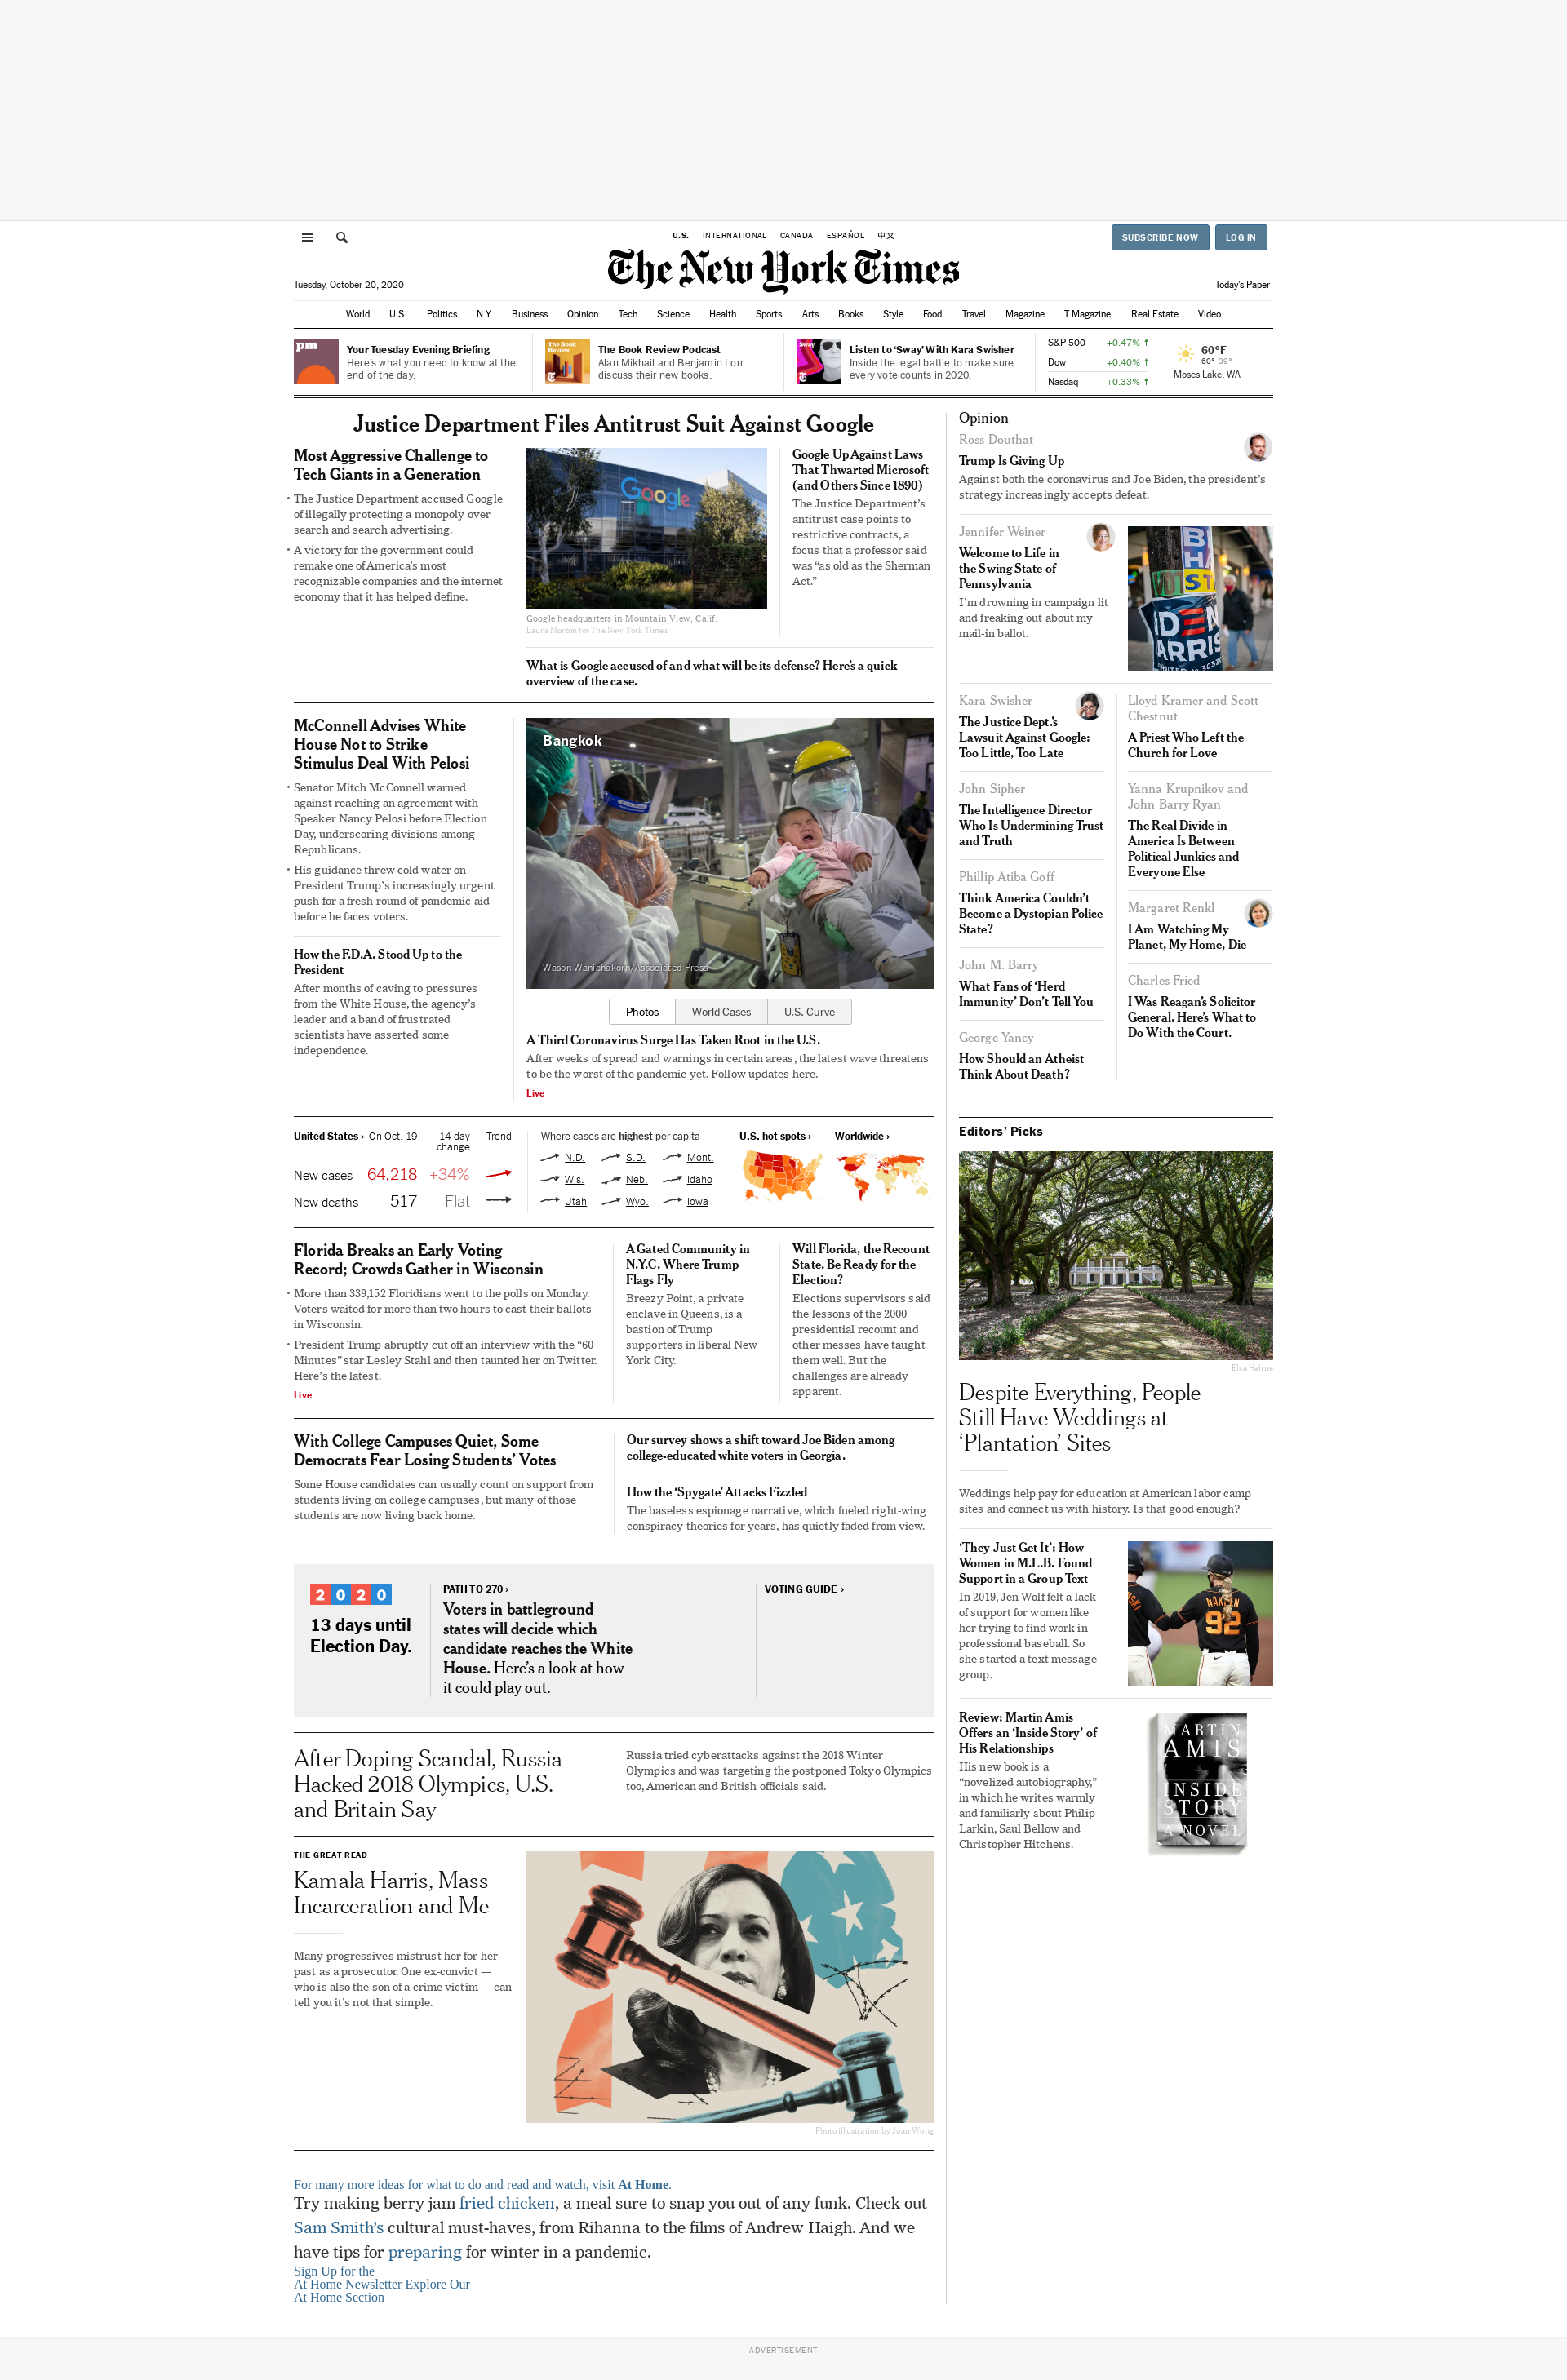 U.S. INTERNATIONAL CANADA ESPAÑOL 中文
SUBSCRIBE NOW LOG IN
The New York Times
Tuesday, October 20, 2020
Today's Paper
World U.S. Politics N.Y. Business Opinion Tech Science Health Sports Arts Books Style Food Travel Magazine T Magazine Real Estate Video
pm
Your Tuesday Evening Briefing
Here's what you need to know at the
end of the day.
The Book
Review
The Book Review Podcast
Alan Mikhail and Benjamin Lorr
discuss their new books.
Sway
Listen to 'Sway' With Kara Swisher
Inside the legal battle to make sure
every vote counts in 2020.
S&P 500 +0.47% ↑
Dow +0.40% ↑
Nasdaq +0.33% ↑
60°F
60° 39°
Moses Lake, WA
Justice Department Files Antitrust Suit Against Google
Most Aggressive Challenge to
Tech Giants in a Generation
• The Justice Department accused Google
of illegally protecting a monopoly over
search and search advertising.
• A victory for the government could
remake one of America's most
recognizable companies and the internet
economy that it has helped define.
Google
Google headquarters in Mountain View, Calif.
Laura Morton for The New York Times
Google Up Against Laws
That Thwarted Microsoft
(and Others Since 1890)
The Justice Department's
antitrust case points to
restrictive contracts, a
focus that a professor said
was “as old as the Sherman
Act.”
What is Google accused of and what will be its defense? Here's a quick
overview of the case.
McConnell Advises White
House Not to Strike
Stimulus Deal With Pelosi
• Senator Mitch McConnell warned
against reaching an agreement with
Speaker Nancy Pelosi before Election
Day, underscoring divisions among
Republicans.
• His guidance threw cold water on
President Trump's increasingly urgent
push for a fresh round of pandemic aid
before he faces voters.
How the F.D.A. Stood Up to the
President
After months of caving to pressures
from the White House, the agency's
leader and a band of frustrated
scientists have asserted some
independence.
Bangkok
Wason Wanichakorn/Associated Press
Photos World Cases U.S. Curve
A Third Coronavirus Surge Has Taken Root in the U.S.
After weeks of spread and warnings in certain areas, the latest wave threatens
to be the worst of the pandemic yet. Follow updates here.
Live
United States › On Oct. 19 14-day
change Trend
New cases 64,218 +34%
New deaths 517 Flat
Where cases are highest per capita
N.D. S.D. Mont.
Wis. Neb. Idaho
Utah Wyo. Iowa
U.S. hot spots › Worldwide ›
Florida Breaks an Early Voting
Record; Crowds Gather in Wisconsin
• More than 339,152 Floridians went to the polls on Monday.
Voters waited for more than two hours to cast their ballots
in Wisconsin.
• President Trump abruptly cut off an interview with the “60
Minutes” star Lesley Stahl and then taunted her on Twitter.
Here's the latest.
Live
A Gated Community in
N.Y.C. Where Trump
Flags Fly
Breezy Point, a private
enclave in Queens, is a
bastion of Trump
supporters in liberal New
York City.
Will Florida, the Recount
State, Be Ready for the
Election?
Elections supervisors said
the lessons of the 2000
presidential recount and
other messes have taught
them well. But the
challenges are already
apparent.
With College Campuses Quiet, Some
Democrats Fear Losing Students' Votes
Some House candidates can usually count on support from
students living on college campuses, but many of those
students are now living back home.
Our survey shows a shift toward Joe Biden among
college-educated white voters in Georgia.
How the 'Spygate' Attacks Fizzled
The baseless espionage narrative, which fueled right-wing
conspiracy theories for years, has quietly faded from view.
2020
13 days until
Election Day.
PATH TO 270 ›
Voters in battleground
states will decide which
candidate reaches the White
House. Here's a look at how
it could play out.
VOTING GUIDE ›
After Doping Scandal, Russia
Hacked 2018 Olympics, U.S.
and Britain Say
Russia tried cyberattacks against the 2018 Winter
Olympics and was targeting the postponed Tokyo Olympics
too, American and British officials said.
THE GREAT READ
Kamala Harris, Mass
Incarceration and Me
Many progressives mistrust her for her
past as a prosecutor. One ex-convict —
who is also the son of a crime victim — can
tell you it's not that simple.
Photo illustration by Joan Wong
For many more ideas for what to do and read and watch, visit At Home.
Try making berry jam fried chicken, a meal sure to snap you out of any funk. Check out
Sam Smith's cultural must-haves, from Rihanna to the films of Andrew Haigh. And we
have tips for preparing for winter in a pandemic.
Sign Up for the
At Home Newsletter Explore Our
At Home Section
Opinion
Ross Douthat
Trump Is Giving Up
Against both the coronavirus and Joe Biden, the president's
strategy increasingly accepts defeat.
Jennifer Weiner
Welcome to Life in
the Swing State of
Pennsylvania
I'm drowning in campaign lit
and freaking out about my
mail-in ballot.
Kara Swisher
The Justice Dept.'s
Lawsuit Against Google:
Too Little, Too Late
John Sipher
The Intelligence Director
Who Is Undermining Trust
and Truth
Phillip Atiba Goff
Think America Couldn't
Become a Dystopian Police
State?
John M. Barry
What Fans of 'Herd
Immunity' Don't Tell You
George Yancy
How Should an Atheist
Think About Death?
Lloyd Kramer and Scott
Chestnut
A Priest Who Left the
Church for Love
Yanna Krupnikov and
John Barry Ryan
The Real Divide in
America Is Between
Political Junkies and
Everyone Else
Margaret Renkl
I Am Watching My
Planet, My Home, Die
Charles Fried
I Was Reagan's Solicitor
General. Here's What to
Do With the Court.
Editors' Picks
Elsa Hahne
Despite Everything, People
Still Have Weddings at
'Plantation' Sites
Weddings help pay for education at American labor camp
sites and connect us with history. Is that good enough?
'They Just Get It': How
Women in M.L.B. Found
Support in a Group Text
In 2019, Jen Wolf felt a lack
of support for women like
her trying to find work in
professional baseball. So
she started a text message
group.
NAKKEN
92
Review: Martin Amis
Offers an 'Inside Story' of
His Relationships
His new book is a
“novelized autobiography,”
in which he writes warmly
and familiarly about Philip
Larkin, Saul Bellow and
Christopher Hitchens.
MARTIN
AMIS
INSIDE
STORY
A NOVEL
ADVERTISEMENT